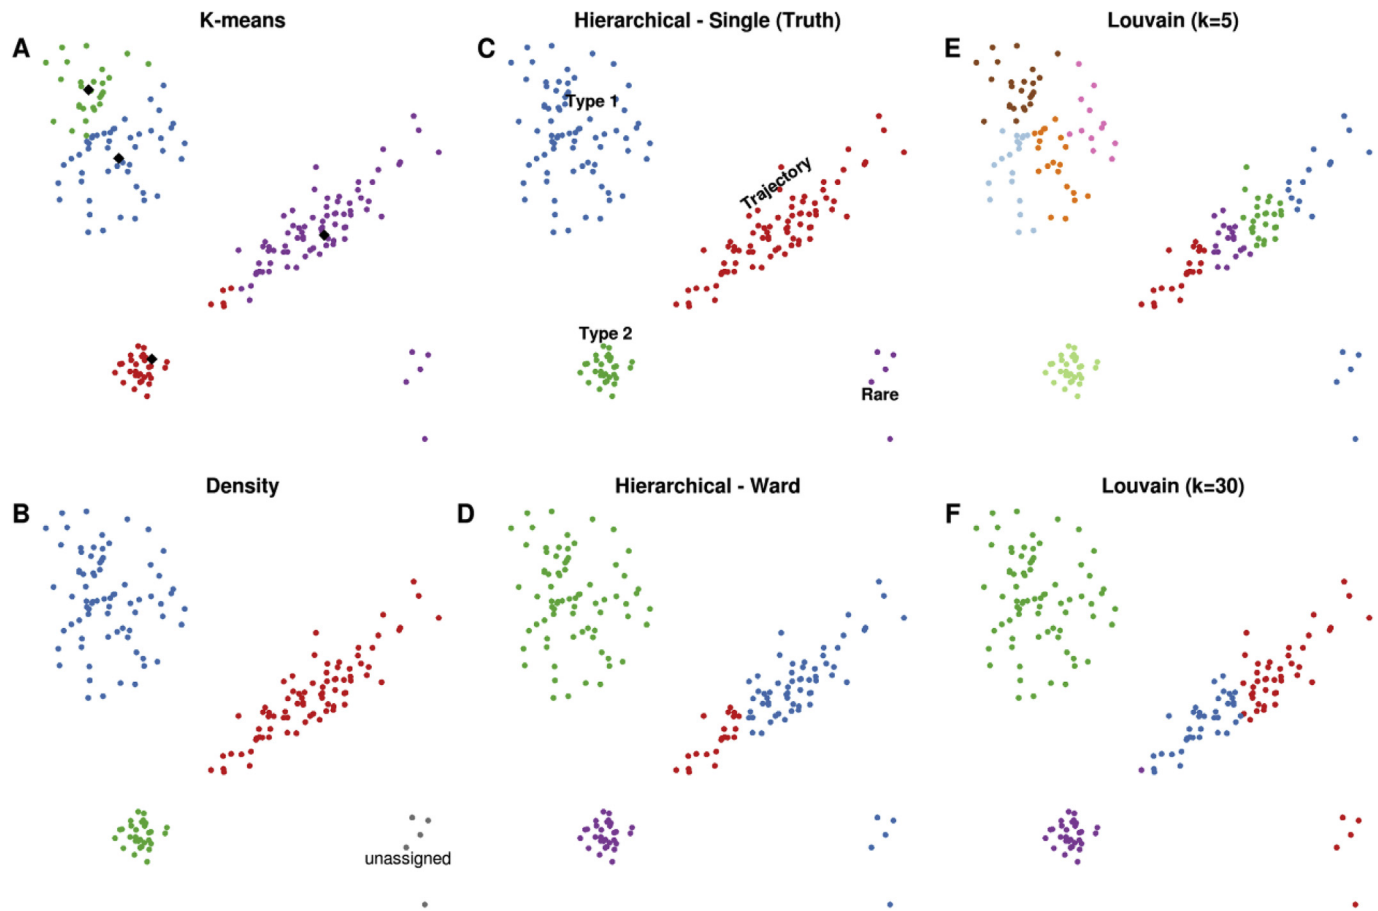 K-means
Hierarchical - Single (Truth)
Louvain (k=5)
A
C
E
Type 1
Trajectory
Type 2
Rare
Density
Hierarchical - Ward
Louvain (k=30)
B
D
F
unassigned